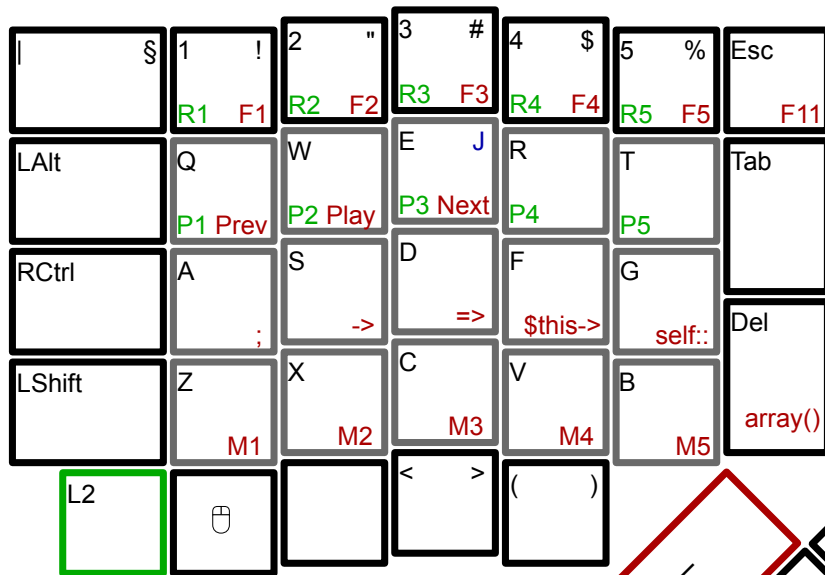 | §
1 !
R1 F1
2 "
R2 F2
3 #
R3 F3
4 $
R4 F4
5 %
R5 F5
Esc
F11
LAlt
Q
P1 Prev
W
P2 Play
E J
P3 Next
R
P4
T
P5
Tab
RCtrl
A
;
S
->
D
=>
F
$this->
G
self::
Del
array()
LShift
Z
M1
X
M2
C
M3
V
M4
B
M5
L2
< >
( )